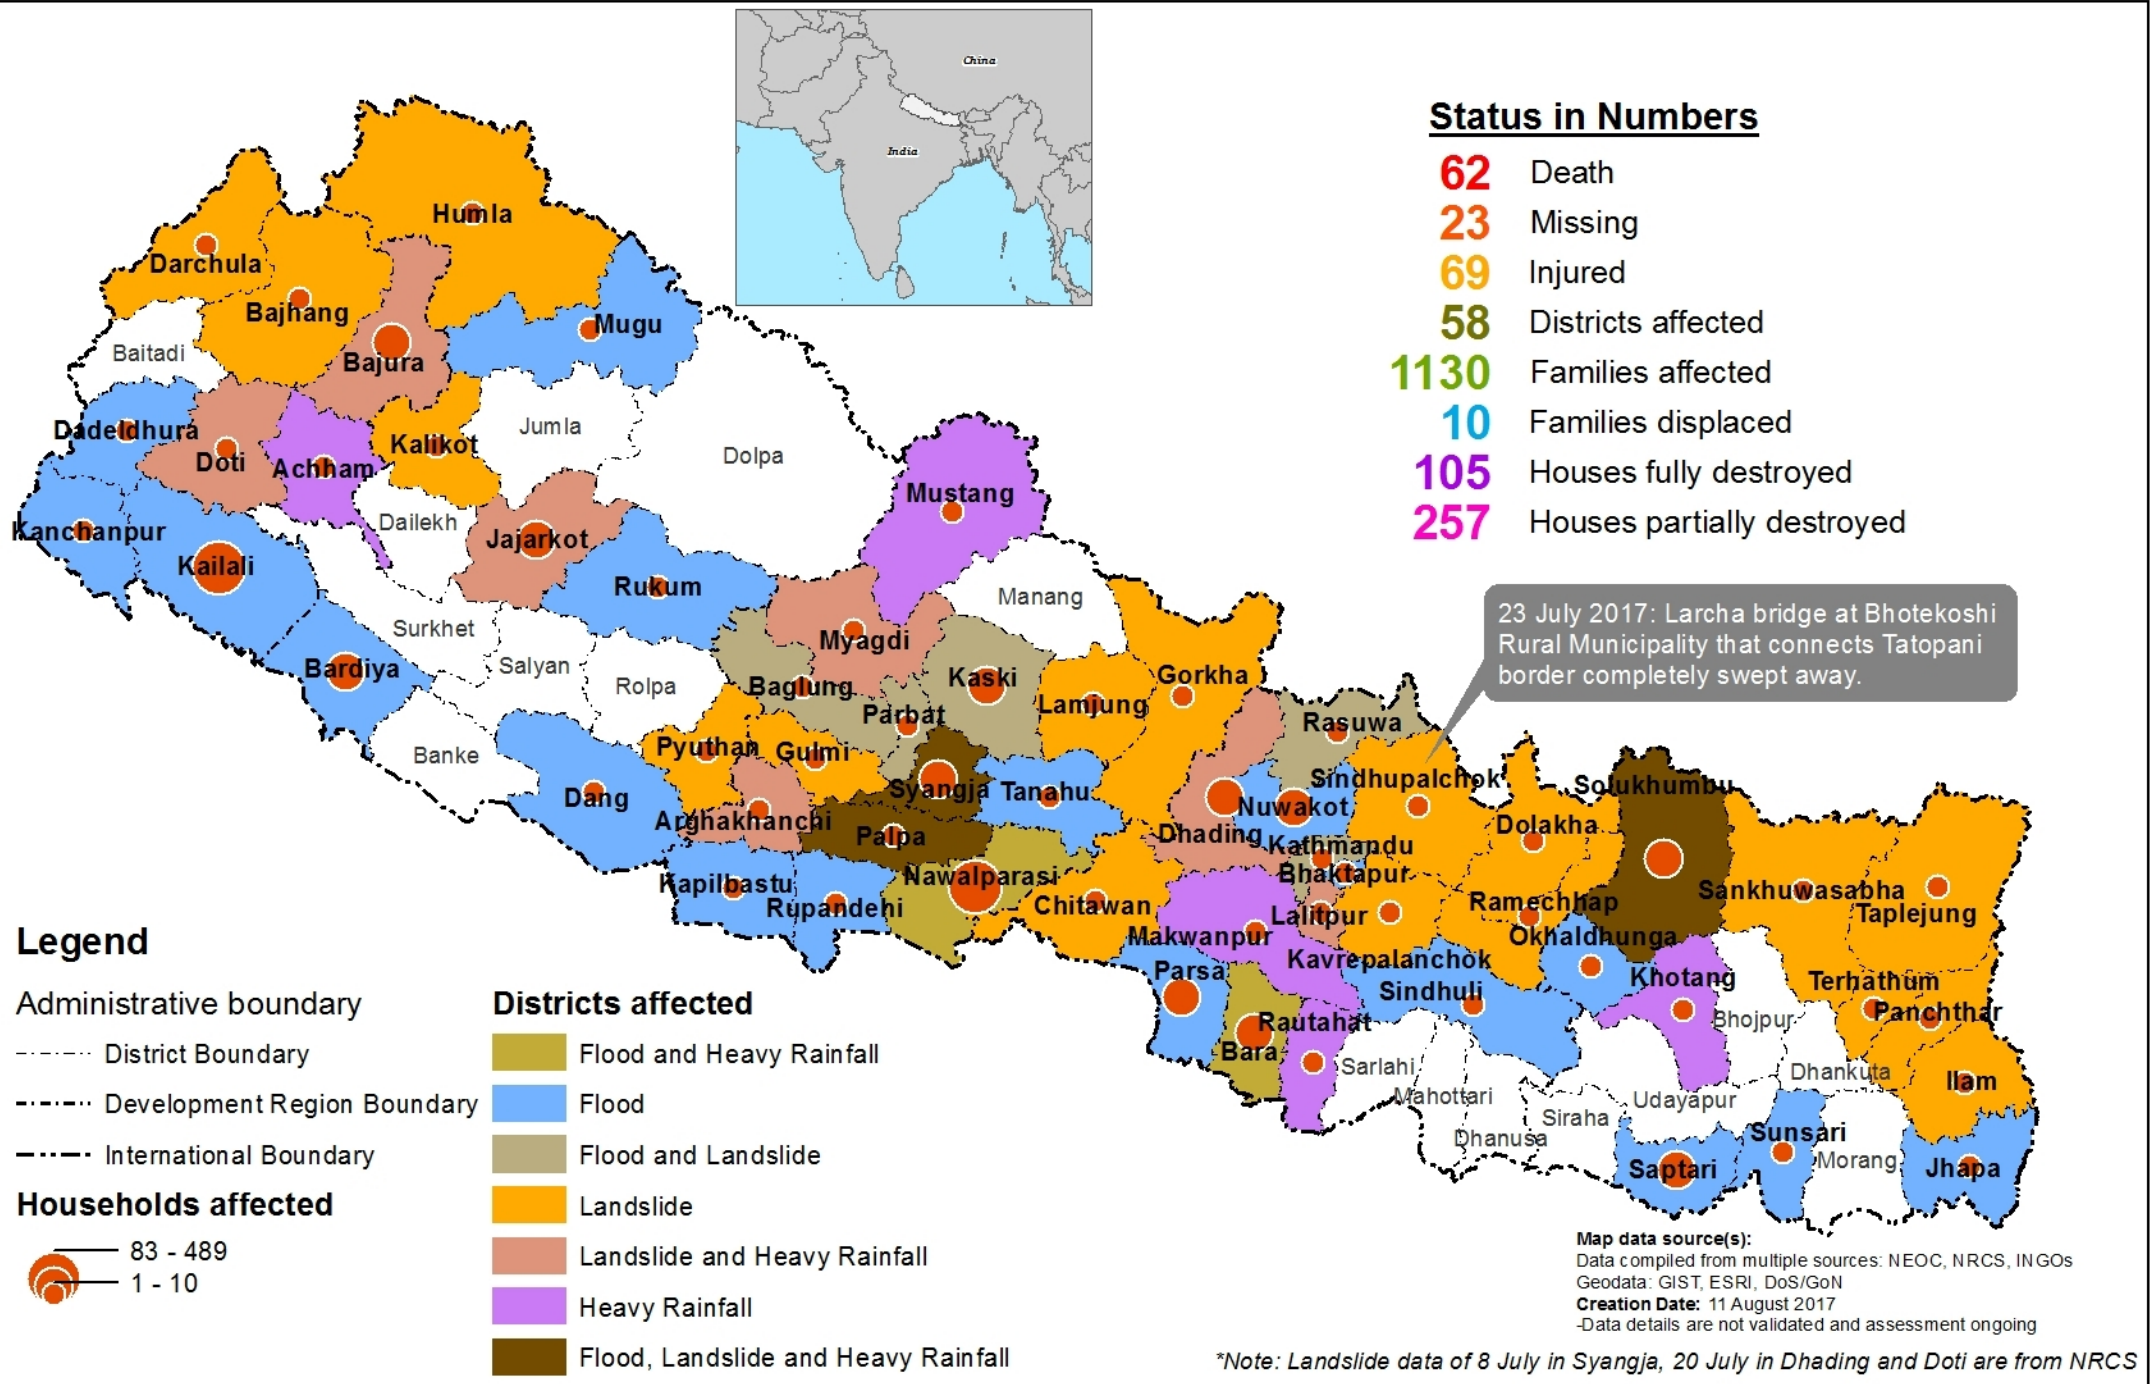 China
India
Status in Numbers
62 Death
23 Missing
69 Injured
58 Districts affected
1130 Families affected
10 Families displaced
105 Houses fully destroyed
257 Houses partially destroyed
23 July 2017: Larcha bridge at Bhotekoshi
Rural Municipality that connects Tatopani
border completely swept away.
Humla
Darchula
Bajhang
Mugu
Baitadi
Bajura
Jumla
Dadeldhura
Doti
Achham
Kalikot
Dolpa
Mustang
Kanchanpur
Dailekh
Jajarkot
Kailali
Rukum
Manang
Surkhet
Myagdi
Bardiya
Salyan
Rolpa
Baglung
Kaski
Gorkha
Lamjung
Parbat
Rasuwa
Banke
Pyuthan
Gulmi
Sindhupalchok
Solukhumbu
Dang
Syangja
Tanahu
Nuwakot
Arghakhanchi
Palpa
Dhading
Dolakha
Kathmandu
Bhaktapur
Kapilbastu
Nawalparasi
Rupandehi
Chitawan
Lalitpur
Ramechhap
Sankhuwasabha
Taplejung
Makwanpur
Okhaldhunga
Kavrepalanchok
Parsa
Sindhuli
Khotang
Terhathum
Panchthar
Rautahat
Bhojpur
Bara
Sarlahi
Dhankuta
Ilam
Mahottari
Siraha
Udayapur
Dhanusa
Sunsari
Saptari
Morang
Jhapa
Legend
Administrative boundary
District Boundary
Development Region Boundary
International Boundary
Households affected
83 - 489
1 - 10
Districts affected
Flood and Heavy Rainfall
Flood
Flood and Landslide
Landslide
Landslide and Heavy Rainfall
Heavy Rainfall
Flood, Landslide and Heavy Rainfall
Map data source(s):
Data compiled from multiple sources: NEOC, NRCS, INGOs
Geodata: GIST, ESRI, DoS/GoN
Creation Date: 11 August 2017
-Data details are not validated and assessment ongoing
*Note: Landslide data of 8 July in Syangja, 20 July in Dhading and Doti are from NRCS